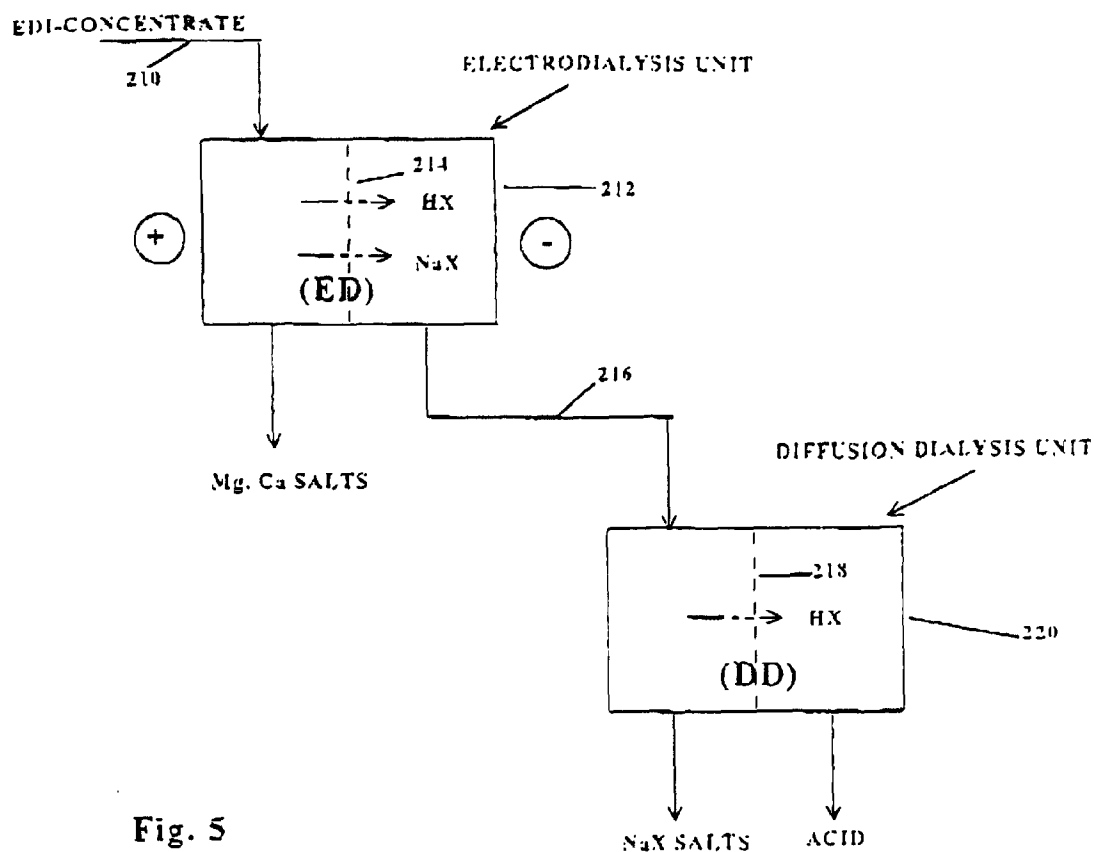 EDI-CONCENTRATE
210
ELECTRODIALYSIS UNIT
214
212
HX
+
-
NaX
(ED)
216
Mg. Ca SALTS
DIFFUSION DIALYSIS UNIT
218
HX
220
(DD)
NaX SALTS
ACID
Fig. 5